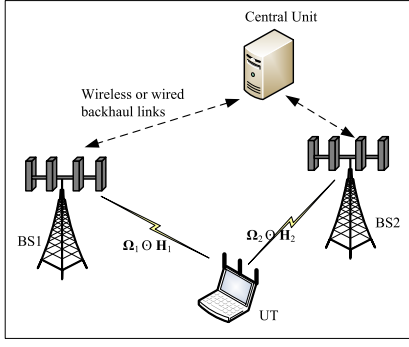 Central Unit
Wireless or wired
backhaul links
BS1
BS2
Ω₁ ⊙ H₁
Ω₂ ⊙ H₂
UT